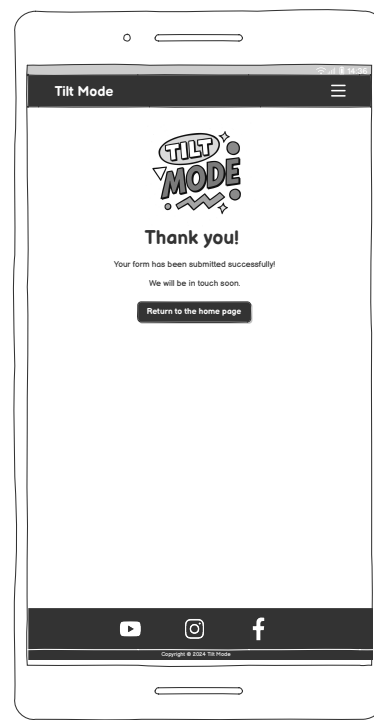 14:36
Tilt Mode
TILT
MODE
Thank you!
Your form has been submitted successfully!
We will be in touch soon.
Return to the home page
Copyright © 2024 Tilt Mode